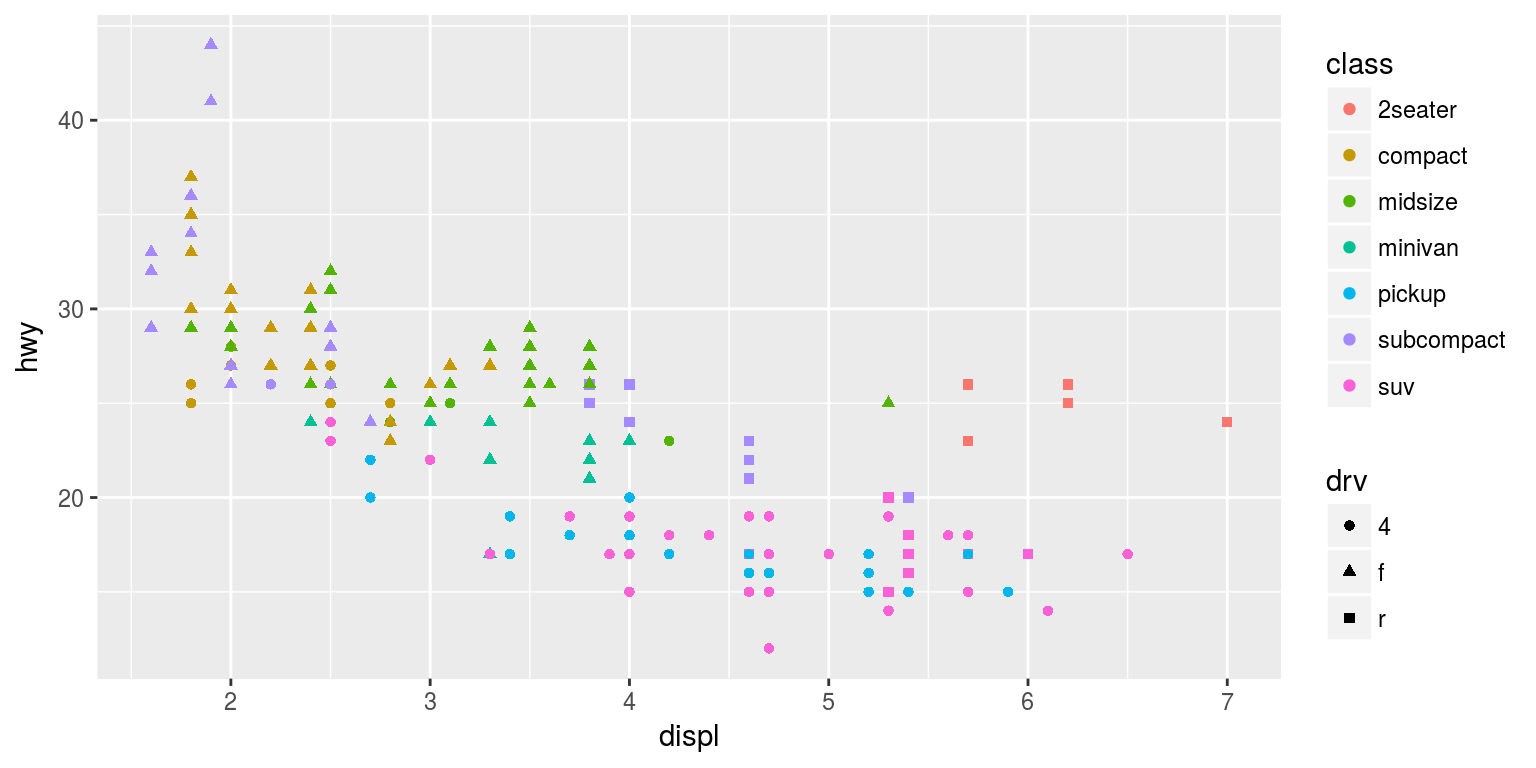 40
30
20
hwy
2 3 4 5 6 7
displ
class
2seater
compact
midsize
minivan
pickup
subcompact
suv
drv
4
f
r